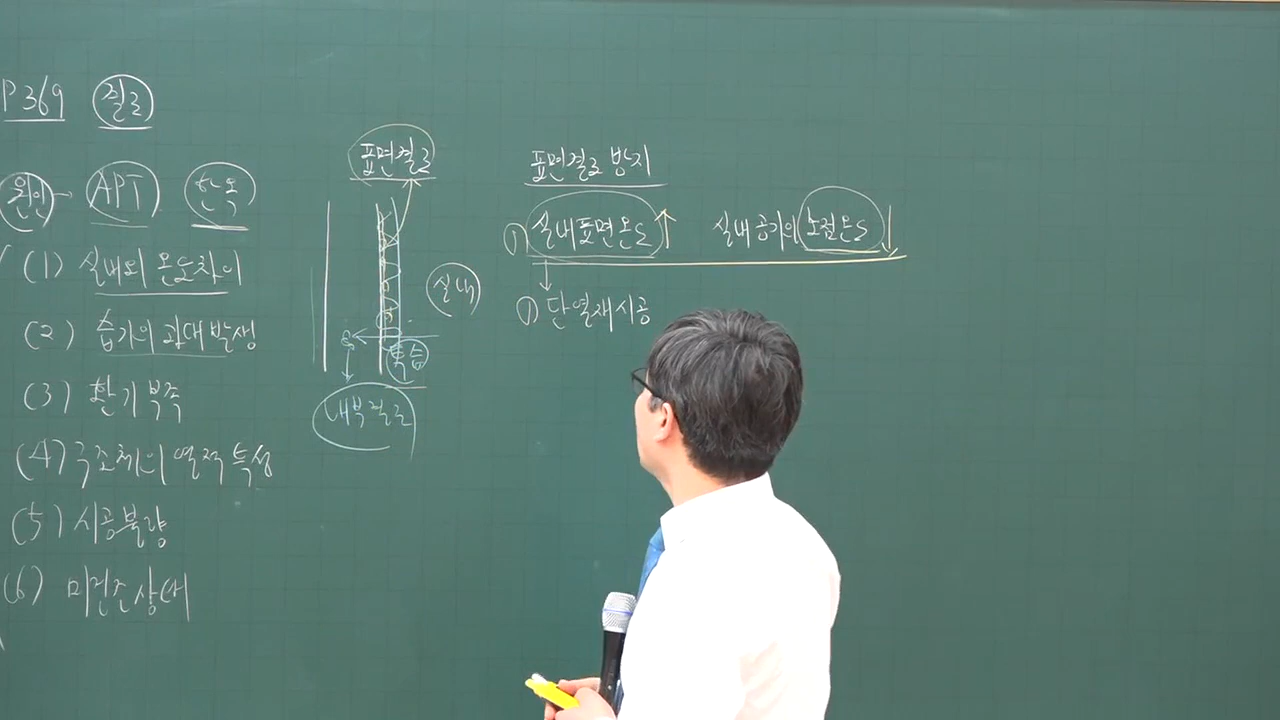 P 369 결로
원인 APT 한옥
(1) 실내외 온도차이
(2) 습기의 과대발생
(3) 환기부족
(4) 구조체의 열적특성
(5) 시공불량
(6) 미건조상태
표면결로
실내
투습
내부결로
표면결로 방지
① 실내표면온도 ↑ 실내공기의 노점온도 ↓
① 단열재시공